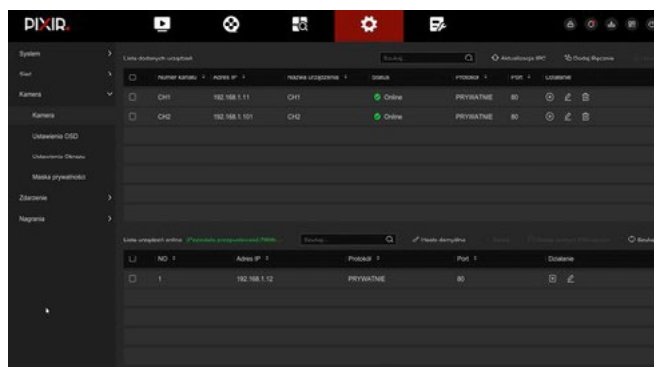 PIXIR.
System
Sieć
Kamera
Kamera
Ustawienia OSD
Ustawienia Obrazu
Maska prywatności
Zdarzenie
Nagrania
Lista dodanych urządzeń
Szukaj...
Aktualizacja IPC
Dodaj Ręcznie
Numer kanału Adres IP Nazwa urządzenia Status Protokół Port Działanie
CH1 192.168.1.11 CH1 Online PRYWATNIE 80
CH2 192.168.1.101 CH2 Online PRYWATNIE 80
Lista urządzeń online
Szukaj...
Hasło domyślne
NO Adres IP Protokół Port Działanie
1 192.168.1.12 PRYWATNIE 80